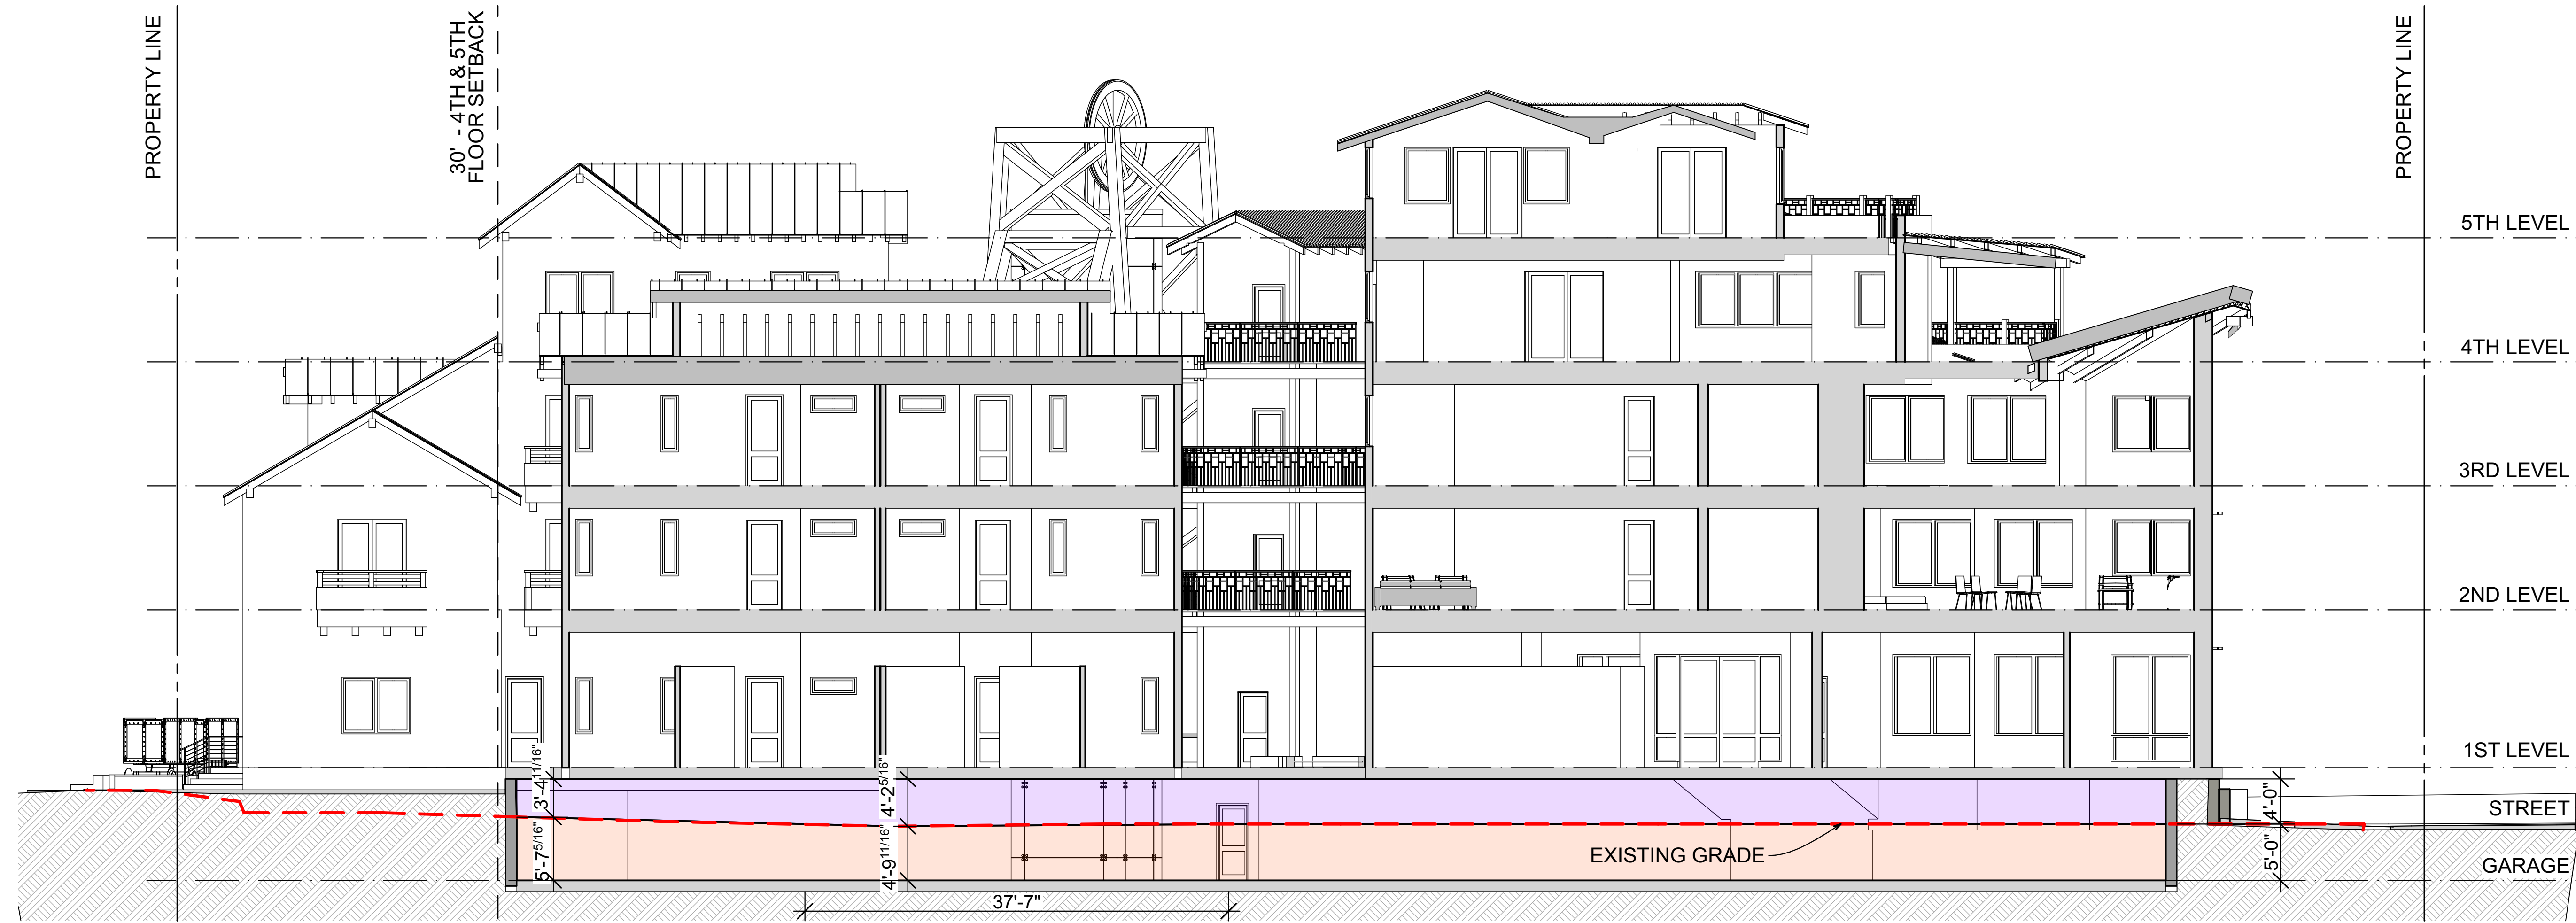 PROPERTY LINE
30' - 4TH & 5TH
FLOOR SETBACK
PROPERTY LINE
5TH LEVEL
4TH LEVEL
3RD LEVEL
2ND LEVEL
1ST LEVEL
3'-4 11/16"
4'-2 5/16"
4'-0"
STREET
5'-7 5/16"
4'-9 11/16"
EXISTING GRADE
5'-0"
GARAGE
37'-7"